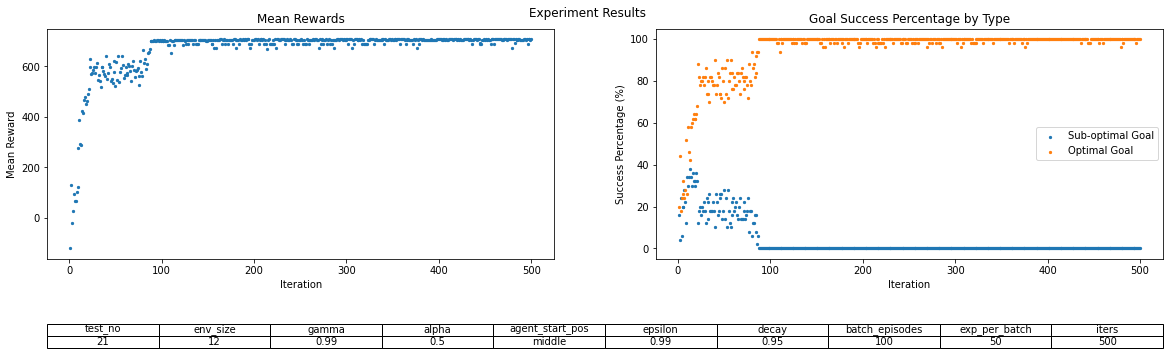 Experiment Results
Mean Rewards
Mean Reward
600
400
200
0
0 100 200 300 400 500
Iteration
Goal Success Percentage by Type
Success Percentage (%)
100
80
60
40
20
0
Sub-optimal Goal
Optimal Goal
0 100 200 300 400 500
Iteration
test_no env_size gamma alpha agent_start_pos epsilon decay batch_episodes exp_per_batch iters
21 12 0.99 0.5 middle 0.99 0.95 100 50 500